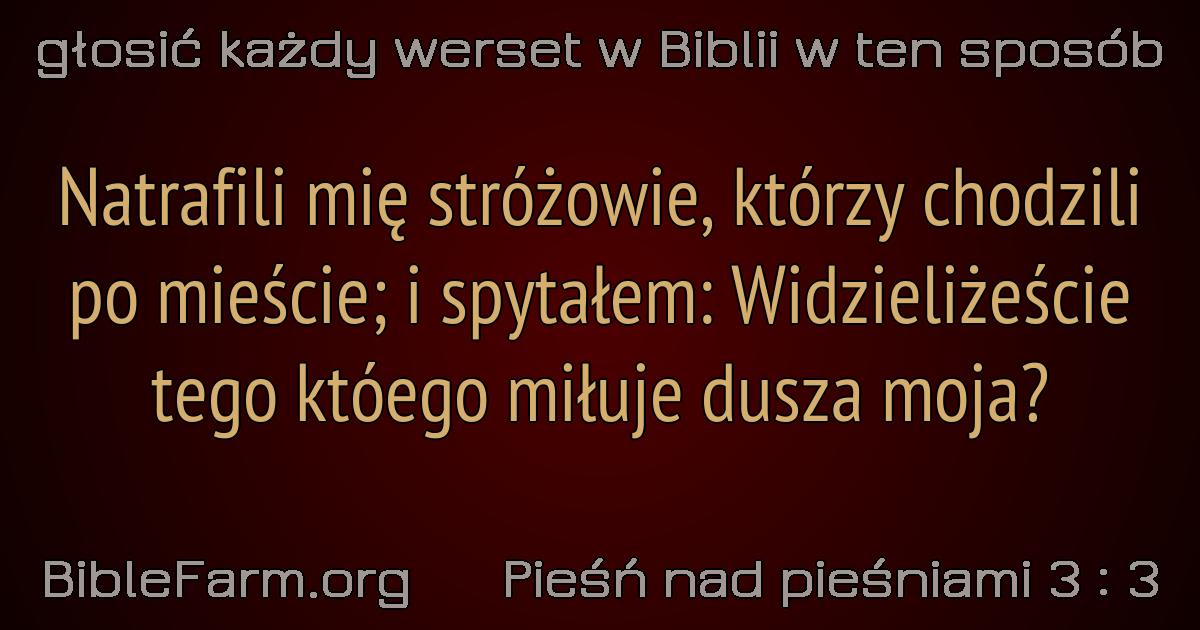 głosić każdy werset w Biblii w ten sposób
Natrafili mię stróżowie, którzy chodzili
po mieście; i spytałem: Widzieliżeście
tego któego miłuje dusza moja?
BibleFarm.org Pieśń nad pieśniami 3 : 3